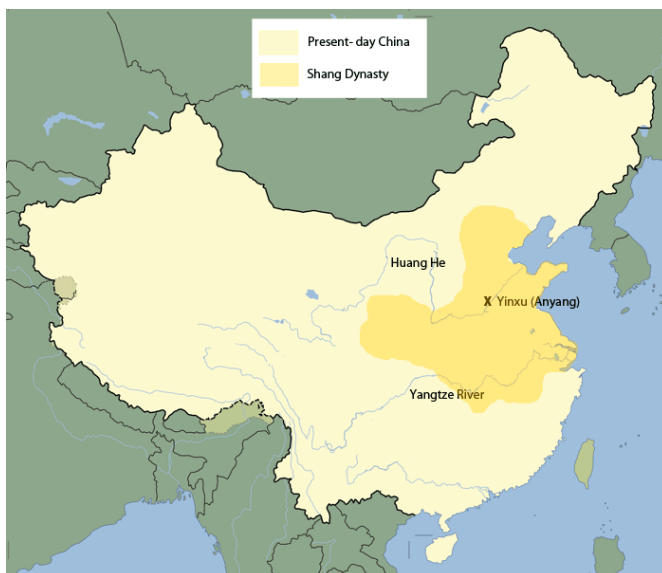 Present- day China
Shang Dynasty
Huang He
X Yinxu (Anyang)
Yangtze River